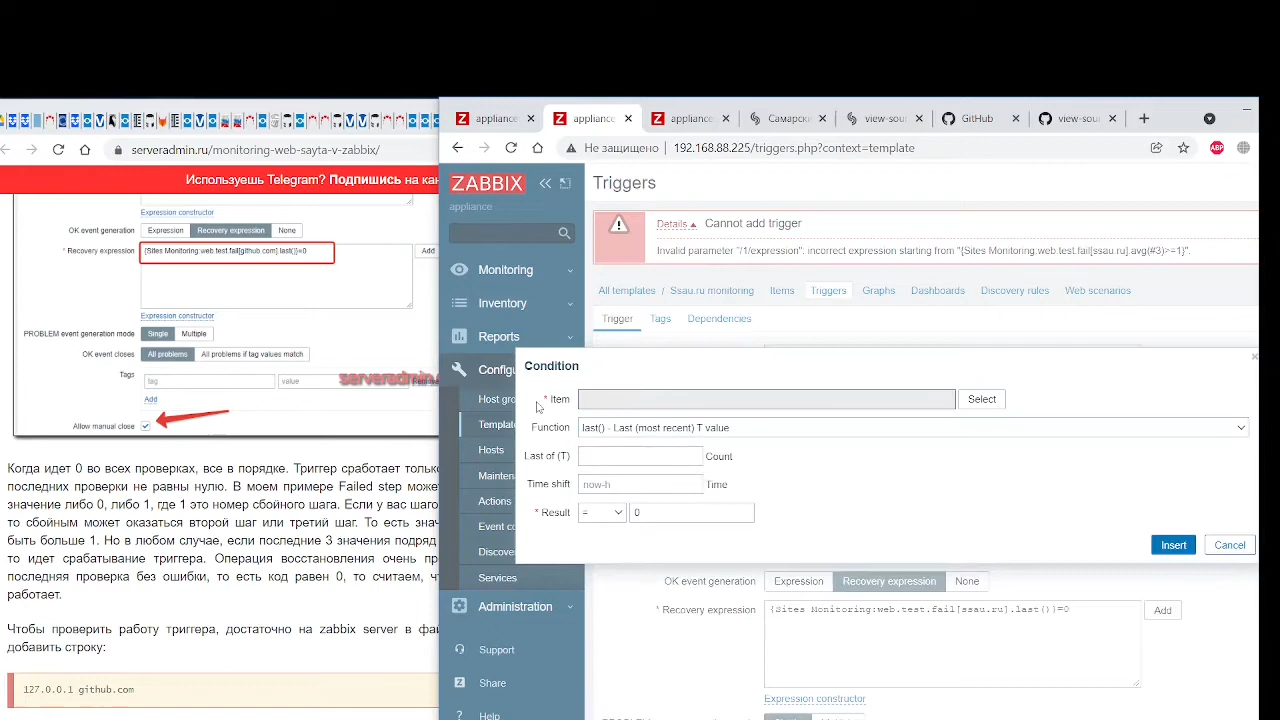 appliance
appliance
appliance
Самарск
view-sou
GitHub
view-sou
serveradmin.ru/monitoring-web-sayta-v-zabbix/
Не защищено
192.168.88.225/triggers.php?context=template
ABP
Используешь Telegram? Подпишись на кан
Expression constructor
OK event generation
Expression
Recovery expression
None
* Recovery expression
{Sites Monitoring:web.test.fail[github.com].last()}=0
Add
Expression constructor
PROBLEM event generation mode
Single
Multiple
OK event closes
All problems
All problems if tag values match
Tags
tag
value
serveradmin.
Remove
Add
Allow manual close
Когда идет 0 во всех проверках, все в порядке. Триггер сработает только
последних проверки не равны нулю. В моем примере Failed step может
значение либо 0, либо 1, где 1 это номер сбойного шага. Если у вас шаго
то сбойным может оказаться второй шаг или третий шаг. То есть знач
быть больше 1. Но в любом случае, если последние 3 значения подряд
то идет срабатывание триггера. Операция восстановления очень пр
последняя проверка без ошибки, то есть код равен 0, то считаем, ч
работает.
Чтобы проверить работу триггера, достаточно на zabbix server в фай
добавить строку:
127.0.0.1 github.com
ZABBIX
appliance
Monitoring
Inventory
Reports
Configu
Host gro
Template
Hosts
Mainten
Actions
Event co
Discove
Services
Administration
Support
Share
Help
Triggers
Details
Cannot add trigger
Invalid parameter "/1/expression": incorrect expression starting from "{Sites Monitoring:web.test.fail[ssau.ru].avg(#3)>=1}".
All templates / Ssau.ru monitoring
Items
Triggers
Graphs
Dashboards
Discovery rules
Web scenarios
Trigger
Tags
Dependencies
Condition
* Item
Select
Function
last() - Last (most recent) T value
Last of (T)
Count
Time shift
now-h
Time
* Result
=
0
Insert
Cancel
OK event generation
Expression
Recovery expression
None
* Recovery expression
{Sites Monitoring:web.test.fail[ssau.ru].last()}=0
Add
Expression constructor